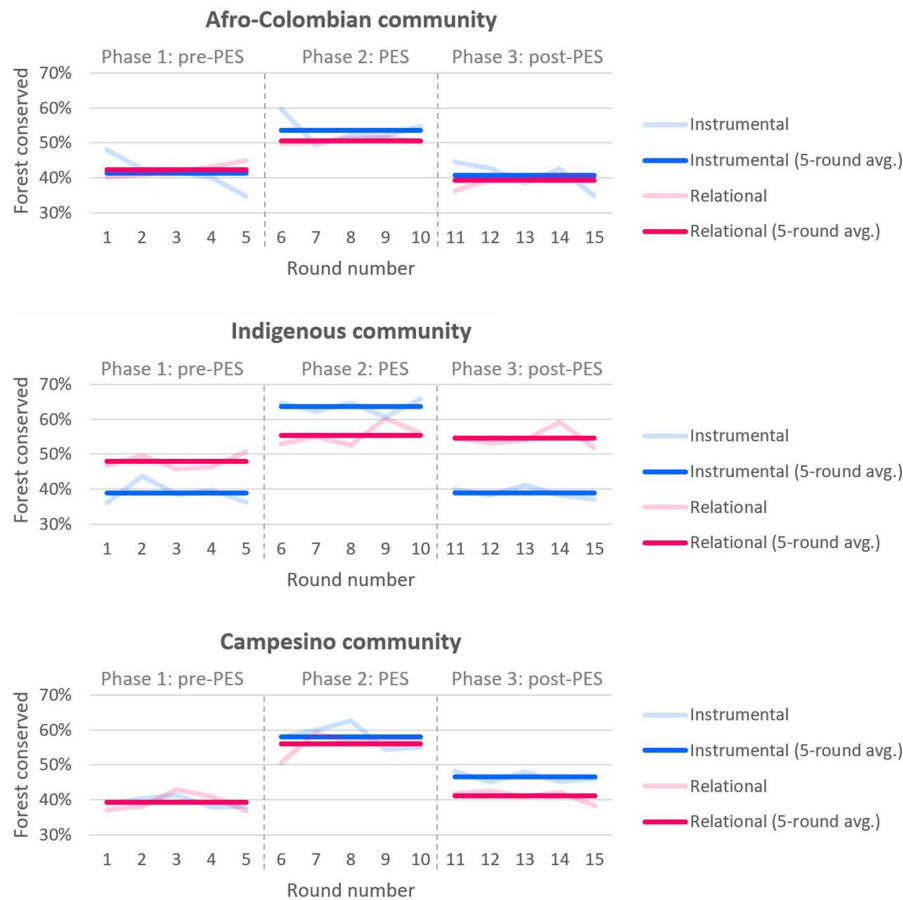 Afro-Colombian community
Phase 1: pre-PES Phase 2: PES Phase 3: post-PES
Forest conserved
70%
60%
50%
40%
30%
1 2 3 4 5 6 7 8 9 10 11 12 13 14 15
Round number
Instrumental
Instrumental (5-round avg.)
Relational
Relational (5-round avg.)
Indigenous community
Phase 1: pre-PES Phase 2: PES Phase 3: post-PES
Forest conserved
70%
60%
50%
40%
30%
1 2 3 4 5 6 7 8 9 10 11 12 13 14 15
Round number
Instrumental
Instrumental (5-round avg.)
Relational
Relational (5-round avg.)
Campesino community
Phase 1: pre-PES Phase 2: PES Phase 3: post-PES
Forest conserved
70%
60%
50%
40%
30%
1 2 3 4 5 6 7 8 9 10 11 12 13 14 15
Round number
Instrumental
Instrumental (5-round avg.)
Relational
Relational (5-round avg.)